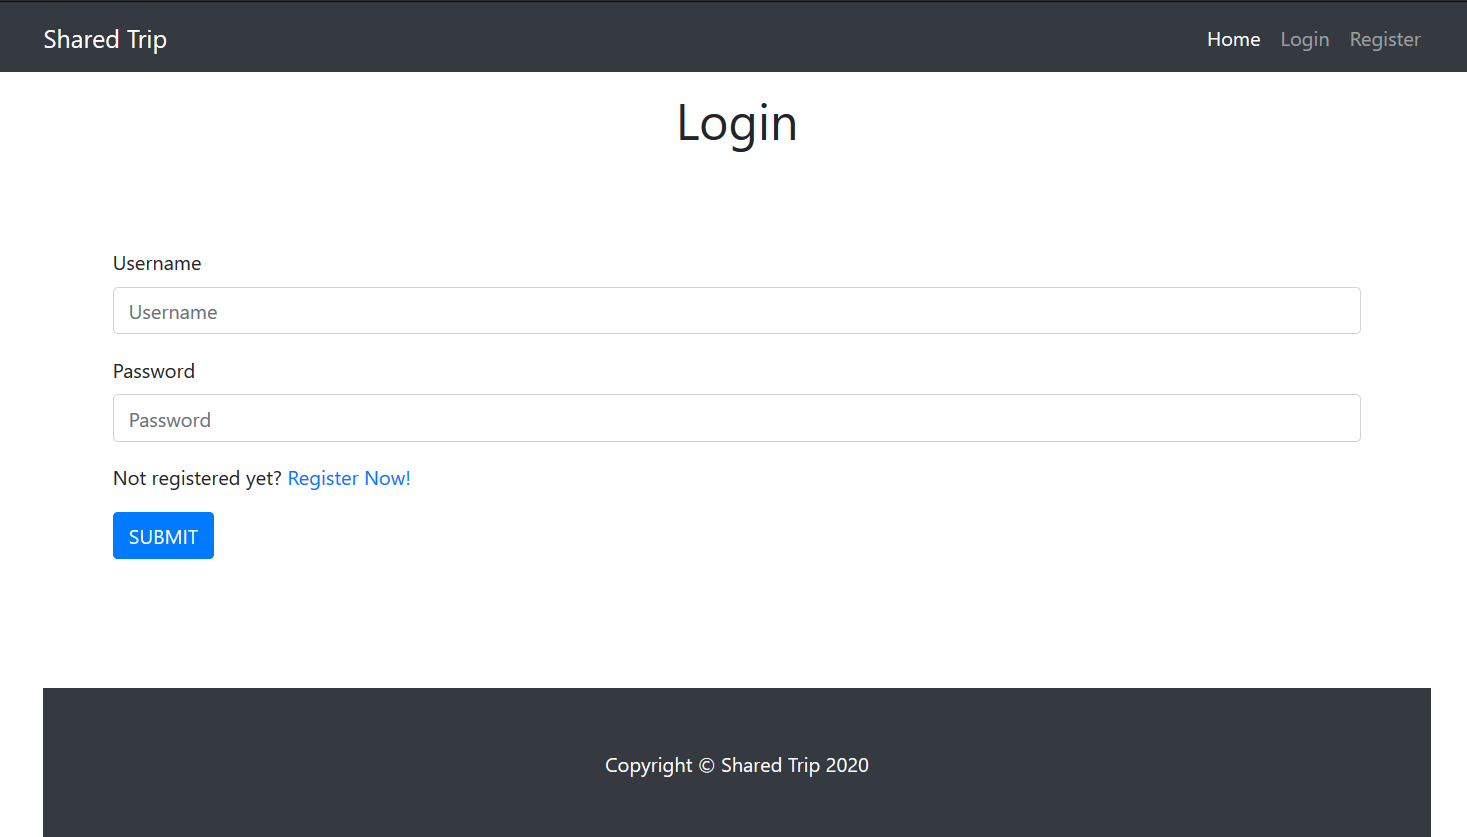 Shared Trip Home Login Register
Login
Username
Username
Password
Password
Not registered yet? Register Now!
SUBMIT
Copyright © Shared Trip 2020